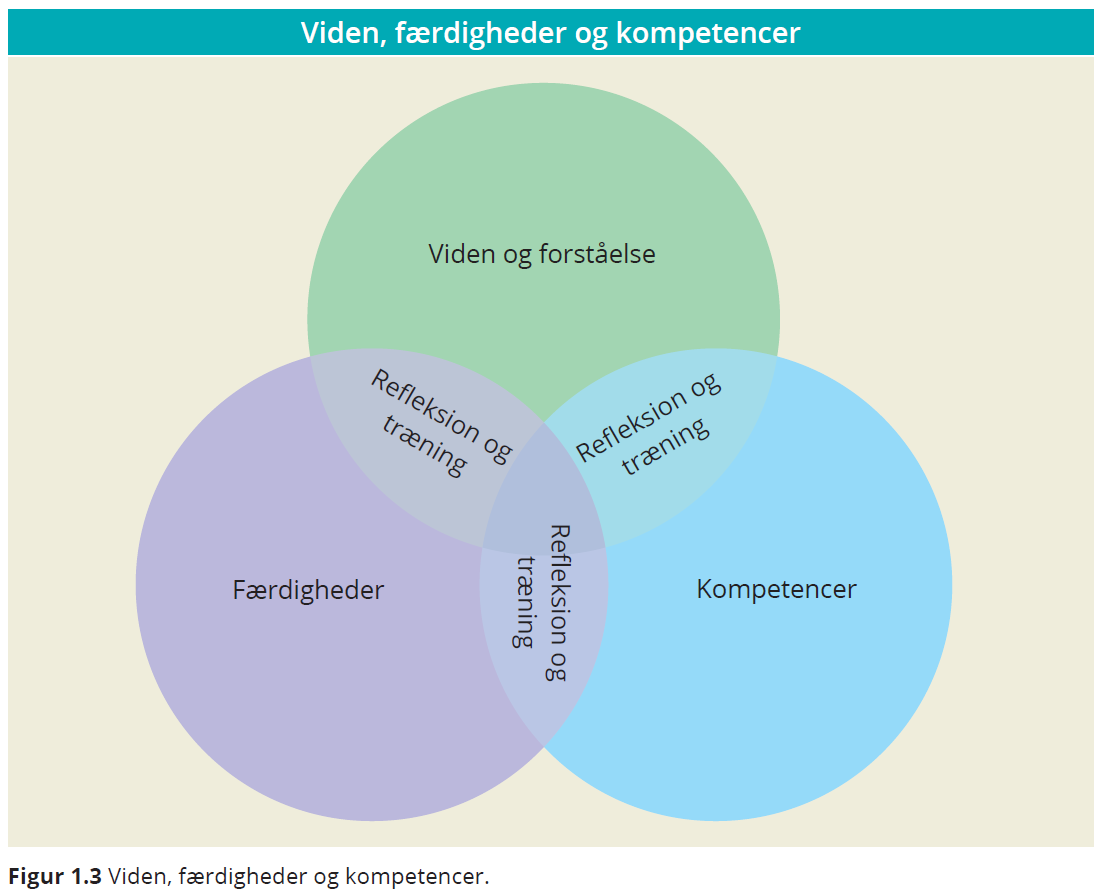 Viden, færdigheder og kompetencer
Viden og forståelse
Refleksion og
træning
Refleksion og
træning
Færdigheder
Refleksion og
træning
Kompetencer
Figur 1.3 Viden, færdigheder og kompetencer.